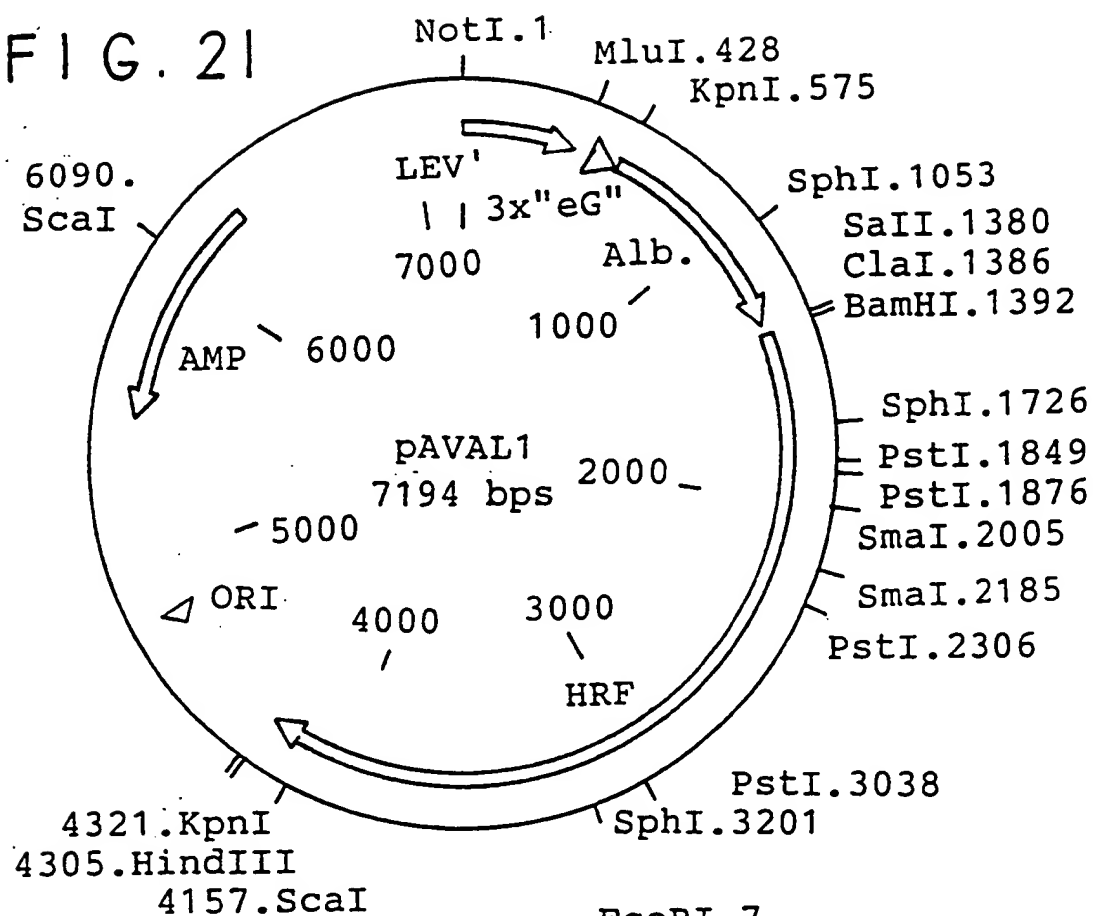 FIG. 21
NotI.1
MluI.428
KpnI.575
SphI.1053
SaII.1380
ClaI.1386
BamHI.1392
SphI.1726
PstI.1849
PstI.1876
SmaI.2005
SmaI.2185
PstI.2306
PstI.3038
SphI.3201
4321.KpnI
4305.HindIII
4157.ScaI
6090.
ScaI
LEV'
3x"eG"
Alb.
HRF
ORI
AMP
7000
1000
2000
3000
4000
5000
6000
pAVAL1
7194 bps